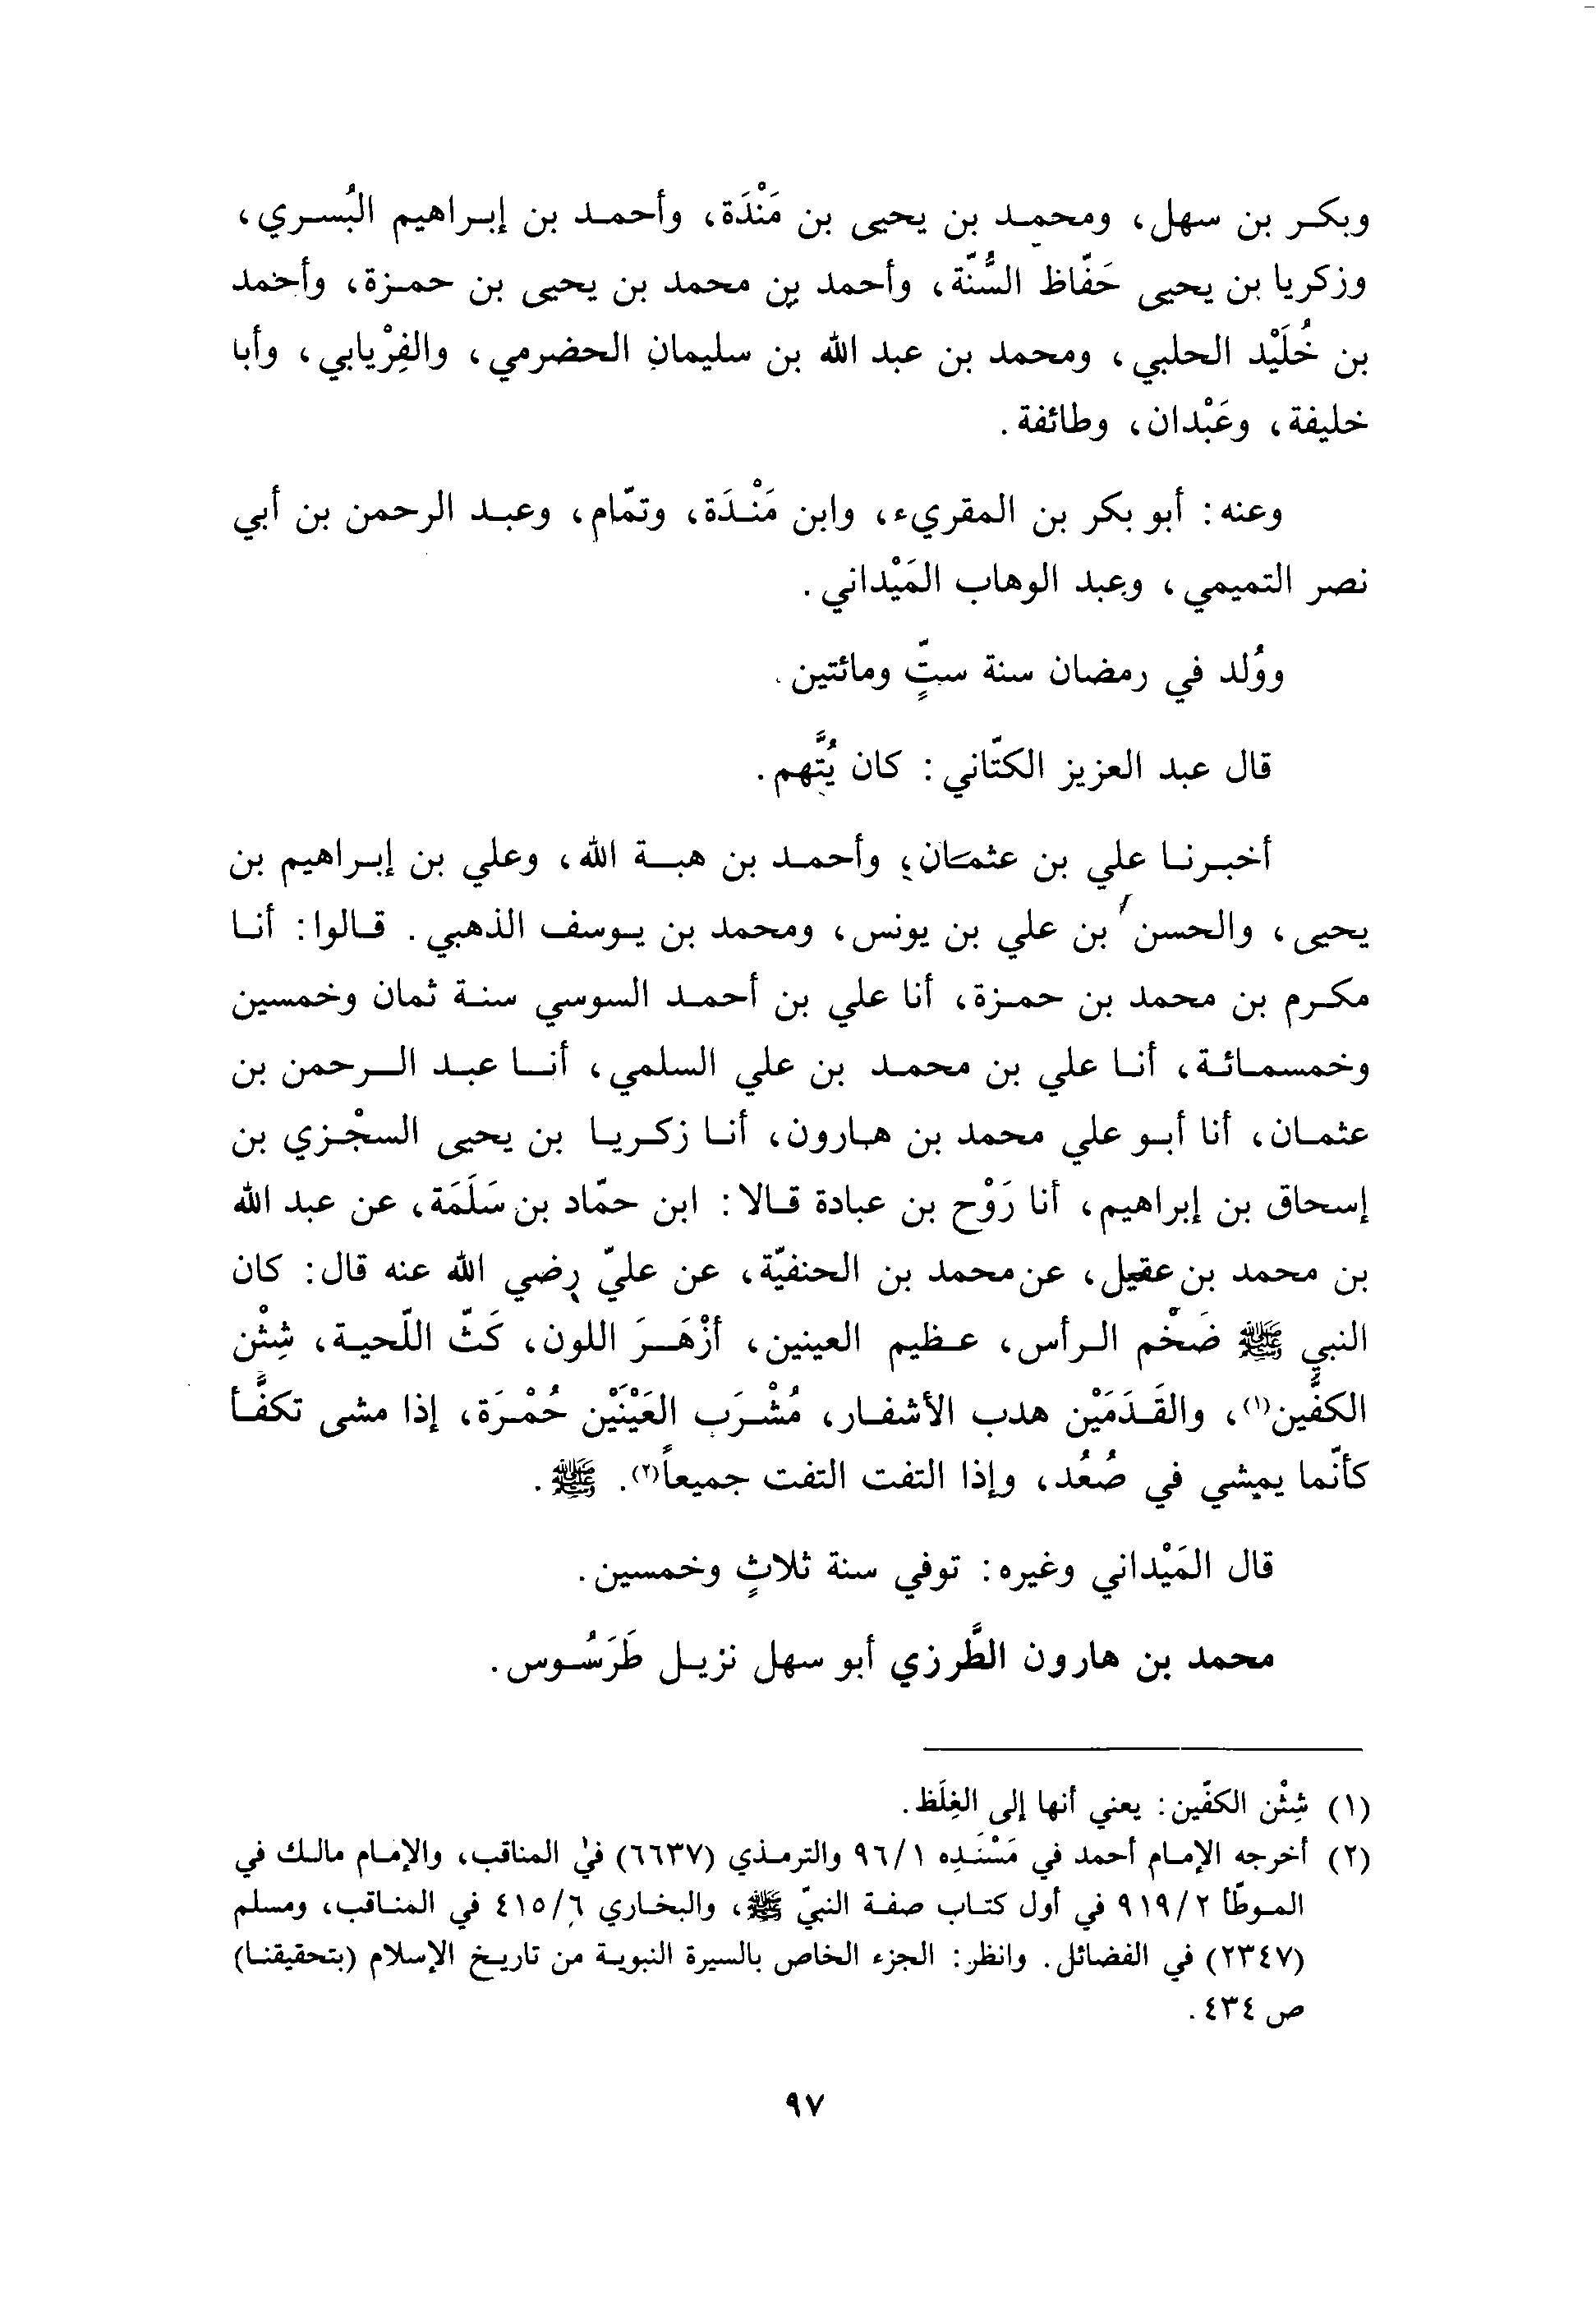 وبكر بن سهل، ومحمد بن يحيى بن مَنْدَة، وأحمد بن إبراهيم البُسري،
وزكريا بن يحيى حَفّاظ السُّنّة، وأحمد بن محمد بن يحيى بن حمزة، وأحمد
بن خُلَيْد الحلبي، ومحمد بن عبد الله بن سليمان الحضرمي، والفِرْيابي، وأبا
خليفة، وعَبْدان، وطائفة.
وعنه: أبو بكر بن المقريء، وابن مَنْدَة، وتمّام، وعبد الرحمن بن أبي
نصر التميمي، وعبد الوهاب المَيْداني.
ووُلد في رمضان سنة ستٍّ ومائتين.
قال عبد العزيز الكتّاني: كان يُتَّهم.
أخبرنا علي بن عثمان، وأحمد بن هبة الله، وعلي بن إبراهيم بن
يحيى، والحسن بن علي بن يونس، ومحمد بن يوسف الذهبي. قالوا: أنا
مكرم بن محمد بن حمزة، أنا علي بن أحمد السوسي سنة ثمان وخمسين
وخمسمائة، أنا علي بن محمد بن علي السلمي، أنا عبد الرحمن بن
عثمان، أنا أبو علي محمد بن هارون، أنا زكريا بن يحيى السجْزي بن
إسحاق بن إبراهيم، أنا رَوْح بن عبادة قالا: ابن حمّاد بن سَلَمَة، عن عبد الله
بن محمد بن عقيل، عن محمد بن الحنفيّة، عن عليّ رضي الله عنه قال: كان
النبي ﷺ ضَخْم الرأس، عظيم العينين، أزْهَرَ اللون، كَثّ اللّحية، شِثْن
الكفَّين(١)، والقَدَمَيْن هدب الأشفار، مُشْرَب العَيْنَيْن حُمْرَة، إذا مشى تكفَّأ
كأنّما يمشي في صُعُد، وإذا التفت التفت جميعاً(٢). ﷺ.
قال المَيْداني وغيره: توفي سنة ثلاثٍ وخمسين.
محمد بن هارون الطَّرزي أبو سهل نزيل طَرَسُوس.
(١) شِثْن الكفّين: يعني أنها إلى الغِلَظ.
(٢) أخرجه الإمام أحمد في مَسْنَدِه ٩٦/١ والترمذي (٦٦٣٧) في المناقب، والإمام مالك في
الموطّأ ٩١٩/٢ في أول كتاب صفة النبيّ ﷺ، والبخاري ٤١٥/٦ في المناقب، ومسلم
(٢٣٤٧) في الفضائل. وانظر: الجزء الخاص بالسيرة النبوية من تاريخ الإسلام (بتحقيقنا)
ص ٤٣٤.
٩٧